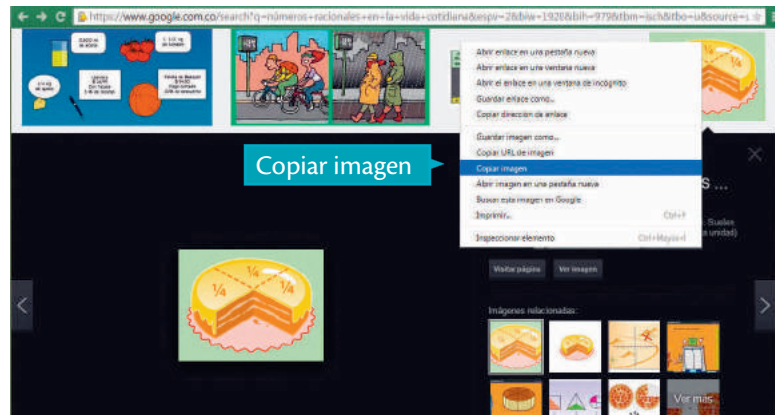 https://www.google.com.co/search?q=números+racionales+en+la+vida+cotidiana&espv=2&biw=1920&bih=979&tbm=isch&tbo=u&source=u
Abrir enlace en una pestaña nueva
Abrir enlace en una ventana nueva
Abrir el enlace en una ventana de incógnito
Guardar enlace como...
Copiar dirección de enlace
Guardar imagen como...
Copiar URL de imagen
Copiar imagen
Copiar imagen
Abrir imagen en una pestaña nueva
Buscar esta imagen en Google
Imprimir...
Inspeccionar elemento
s ...
Suelen
a unidad)
Visitar página Ver imagen
¼
¼ ¼
Imágenes relacionadas:
Ver más